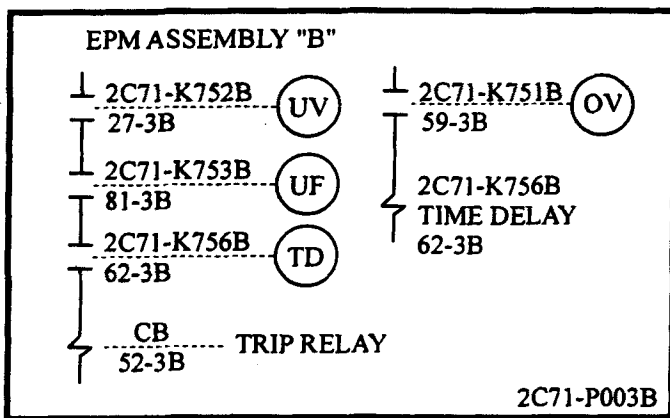 EPM ASSEMBLY "B"
2C71-K752B
27-3B
UV
2C71-K753B
81-3B
UF
2C71-K756B
62-3B
TD
CB
52-3B
TRIP RELAY
2C71-K751B
59-3B
OV
2C71-K756B
TIME DELAY
62-3B
2C71-P003B